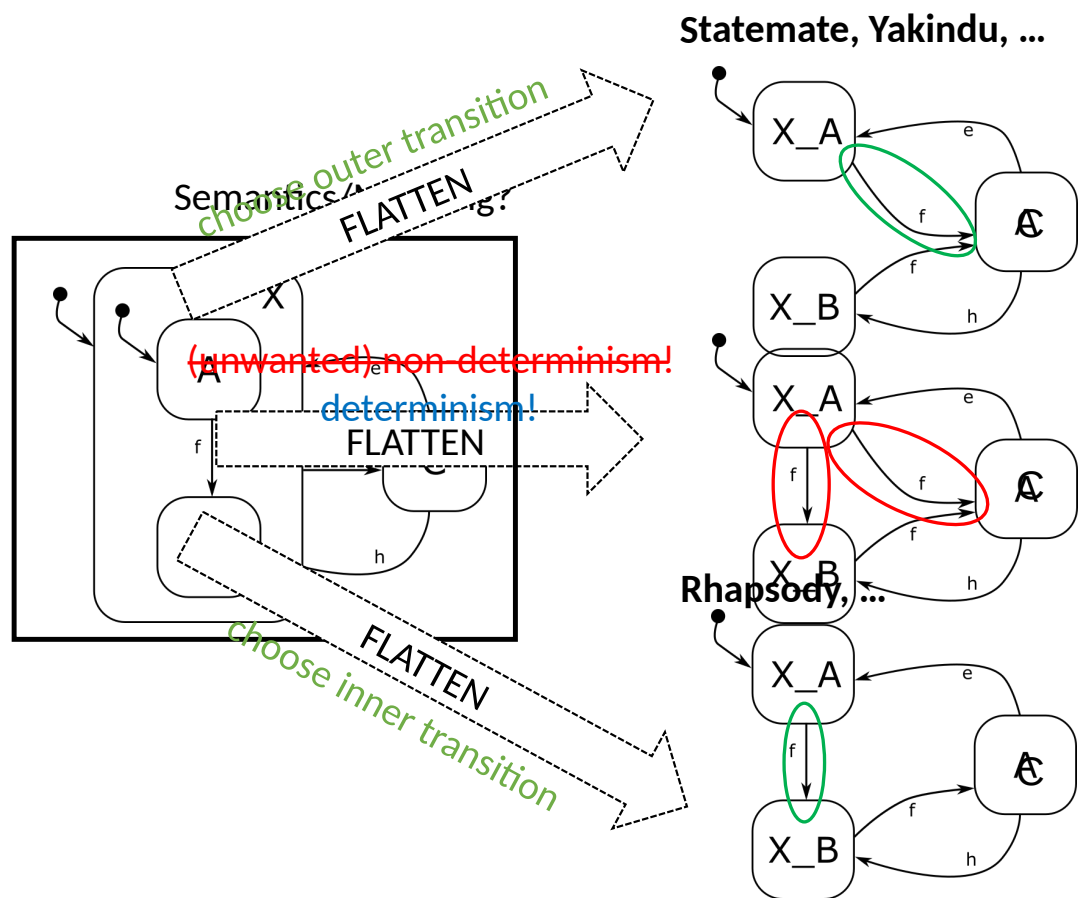 Statemate, Yakindu, …
choose outer transition
FLATTEN
X_A
e
f
C
f
X_B
h
X
A
e
(unwanted) non-determinism!
determinism!
FLATTEN
f
C
h
X_A
e
f
f
C
f
X_B
h
Rhapsody, …
FLATTEN
choose inner transition
X_A
e
f
C
f
X_B
h